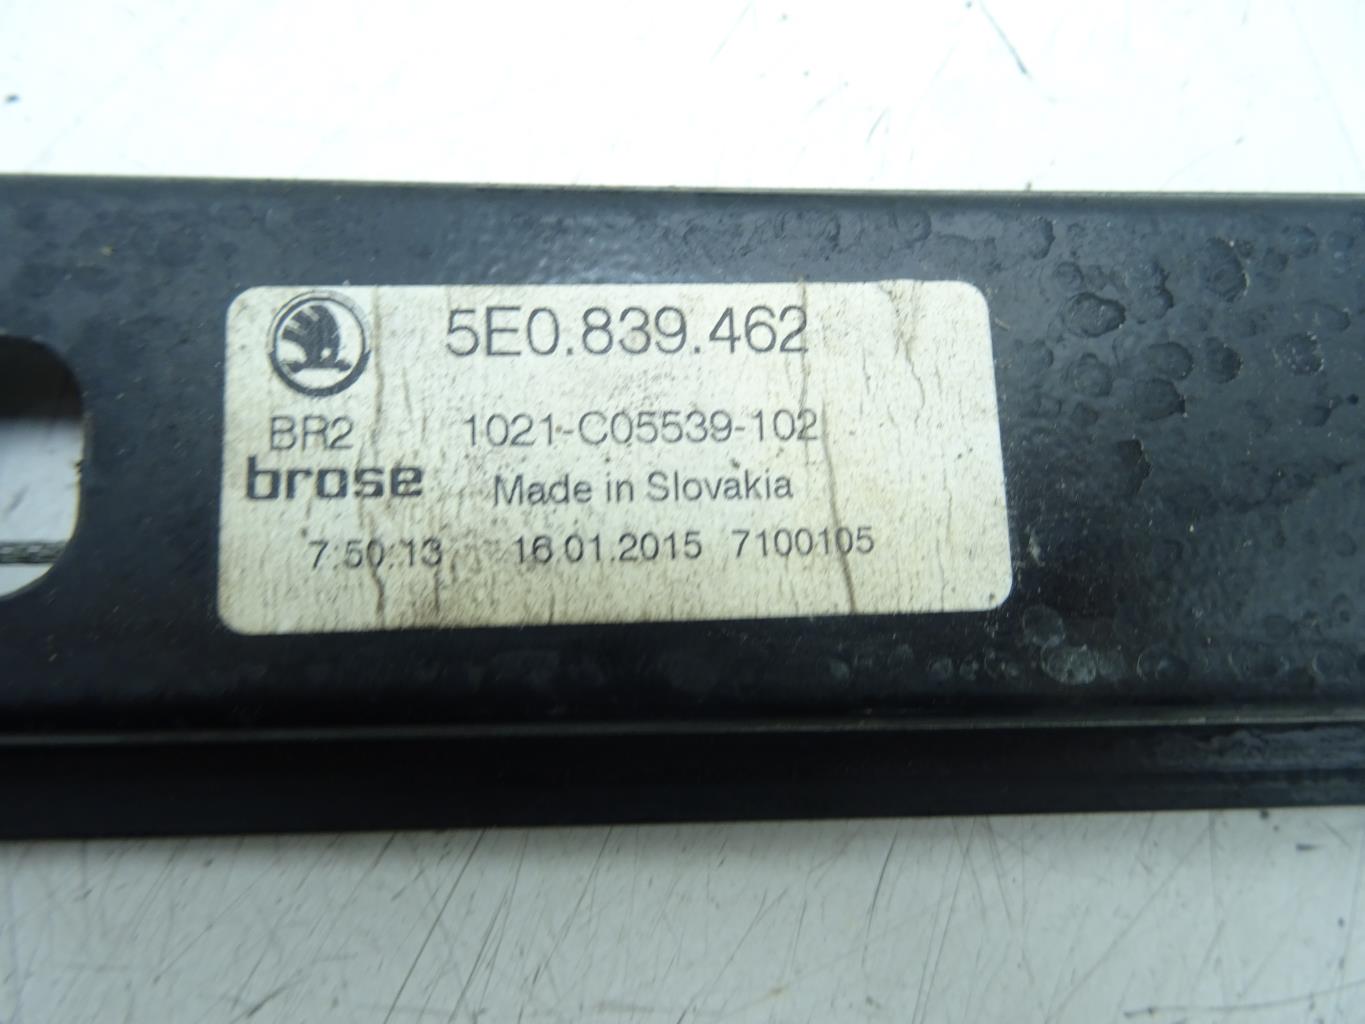 5E0.839.462
BR2 1021-C05539-102
brose Made in Slovakia
7:50:13 16.01.2015 7100105